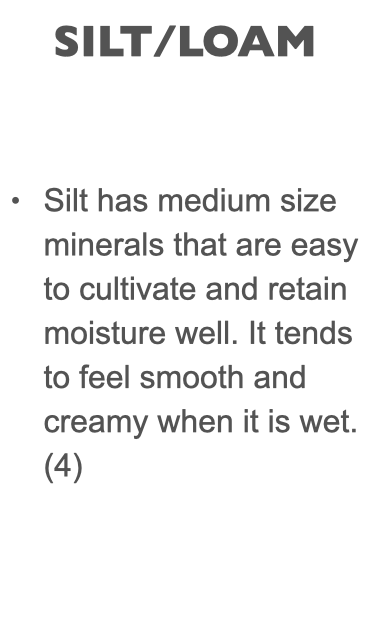 SILT/LOAM
• Silt has medium size
minerals that are easy
to cultivate and retain
moisture well. It tends
to feel smooth and
creamy when it is wet.
(4)